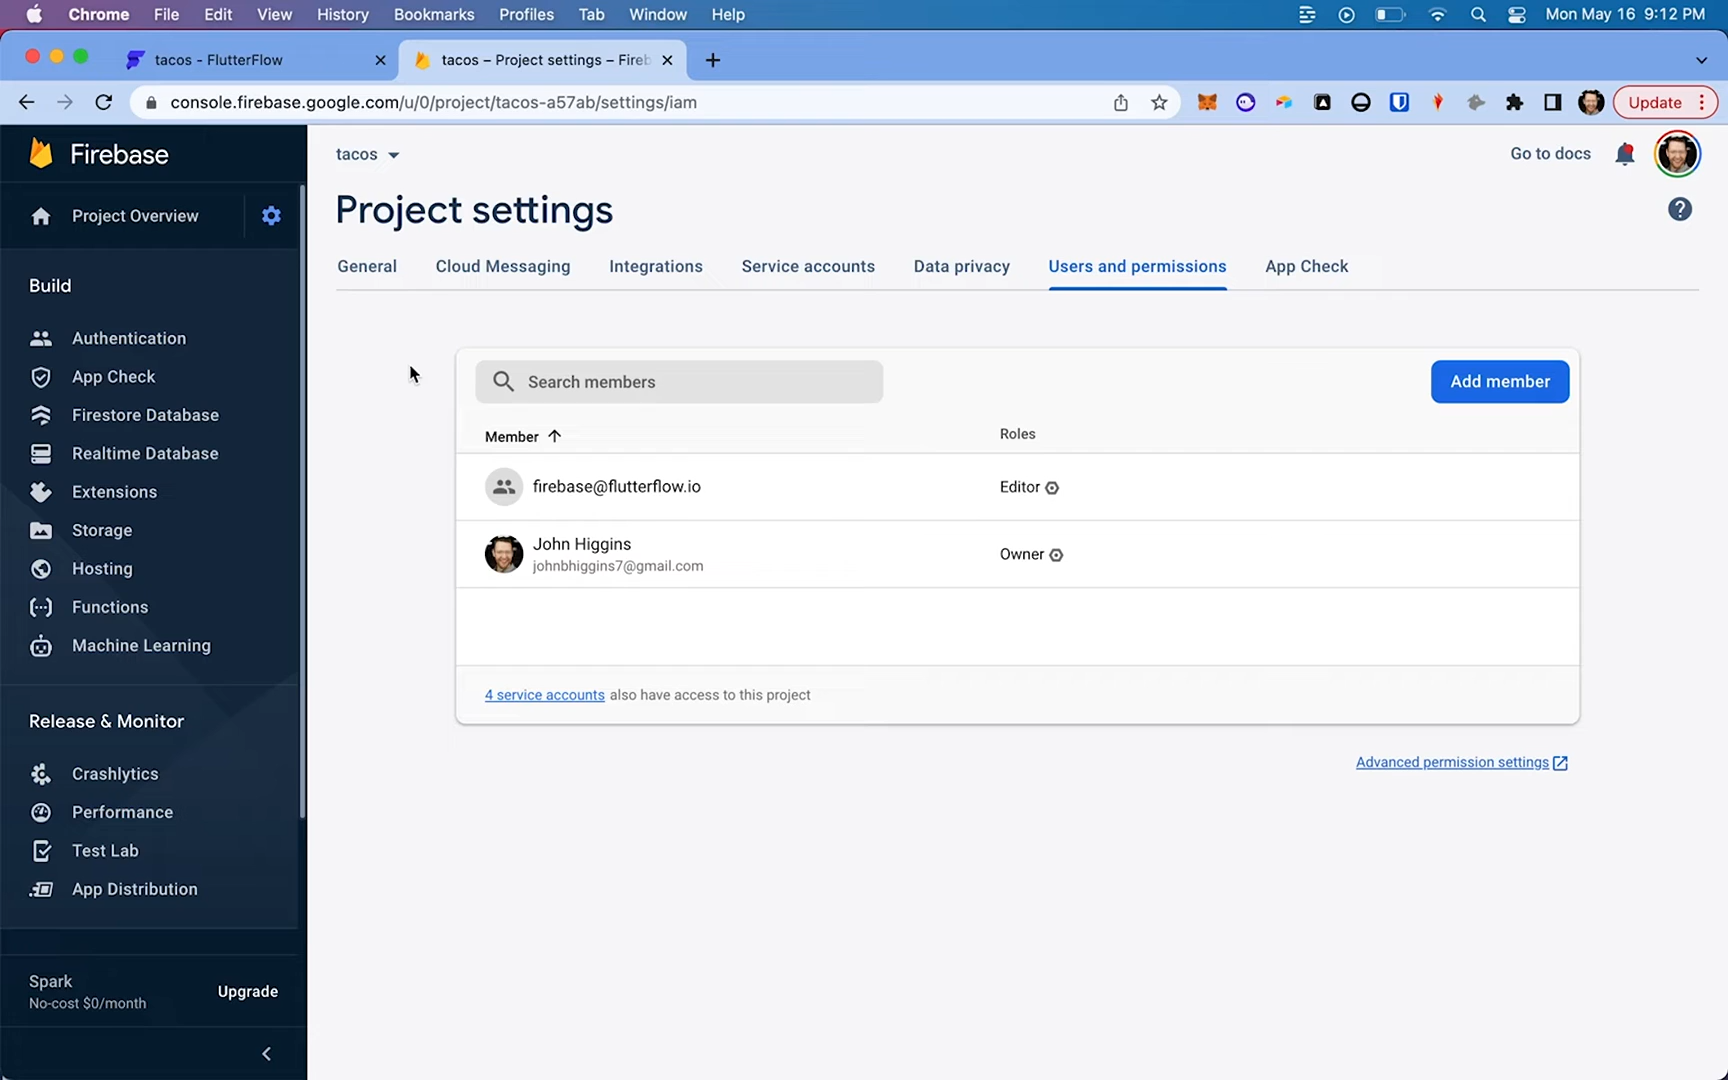 Chrome File Edit View History Bookmarks Profiles Tab Window Help Mon May 16 9:12 PM
tacos - FlutterFlow
tacos – Project settings – Fireb
console.firebase.google.com/u/0/project/tacos-a57ab/settings/iam
Update
Firebase
Project Overview
Build
Authentication
App Check
Firestore Database
Realtime Database
Extensions
Storage
Hosting
Functions
Machine Learning
Release & Monitor
Crashlytics
Performance
Test Lab
App Distribution
Spark
No-cost $0/month
Upgrade
tacos
Go to docs
Project settings
General Cloud Messaging Integrations Service accounts Data privacy Users and permissions App Check
Search members
Add member
Member Roles
firebase@flutterflow.io Editor
John Higgins
johnbhiggins7@gmail.com
Owner
4 service accounts also have access to this project
Advanced permission settings